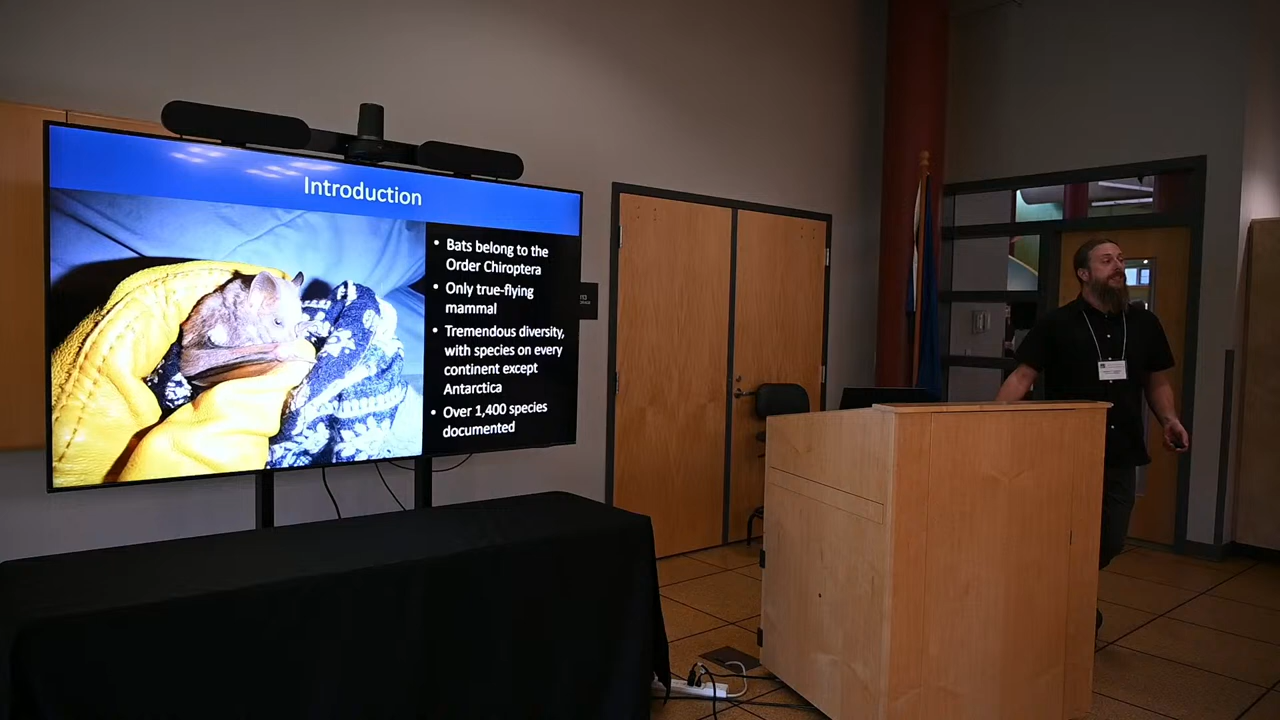 Introduction
• Bats belong to the
Order Chiroptera
• Only true-flying
mammal
• Tremendous diversity,
with species on every
continent except
Antarctica
• Over 1,400 species
documented